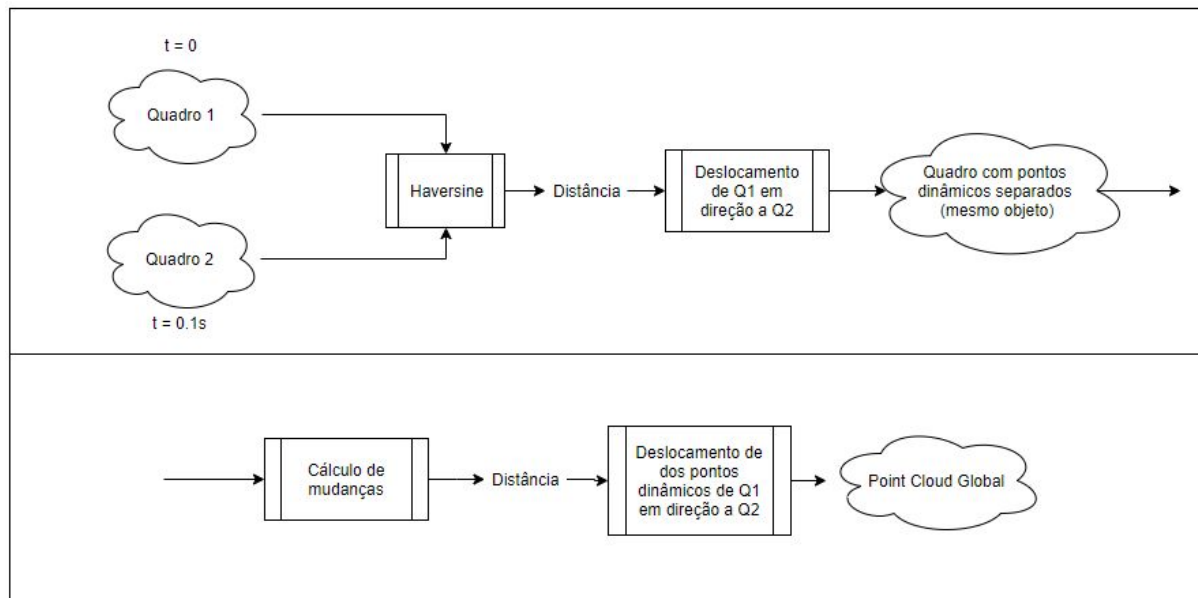 t = 0
Quadro 1
Haversine
Distância
Deslocamento
de Q1 em
direção a Q2
Quadro com pontos
dinâmicos separados
(mesmo objeto)
Quadro 2
t = 0.1s
Cálculo de
mudanças
Distância
Deslocamento de
dos pontos
dinâmicos de Q1
em direção a Q2
Point Cloud Global